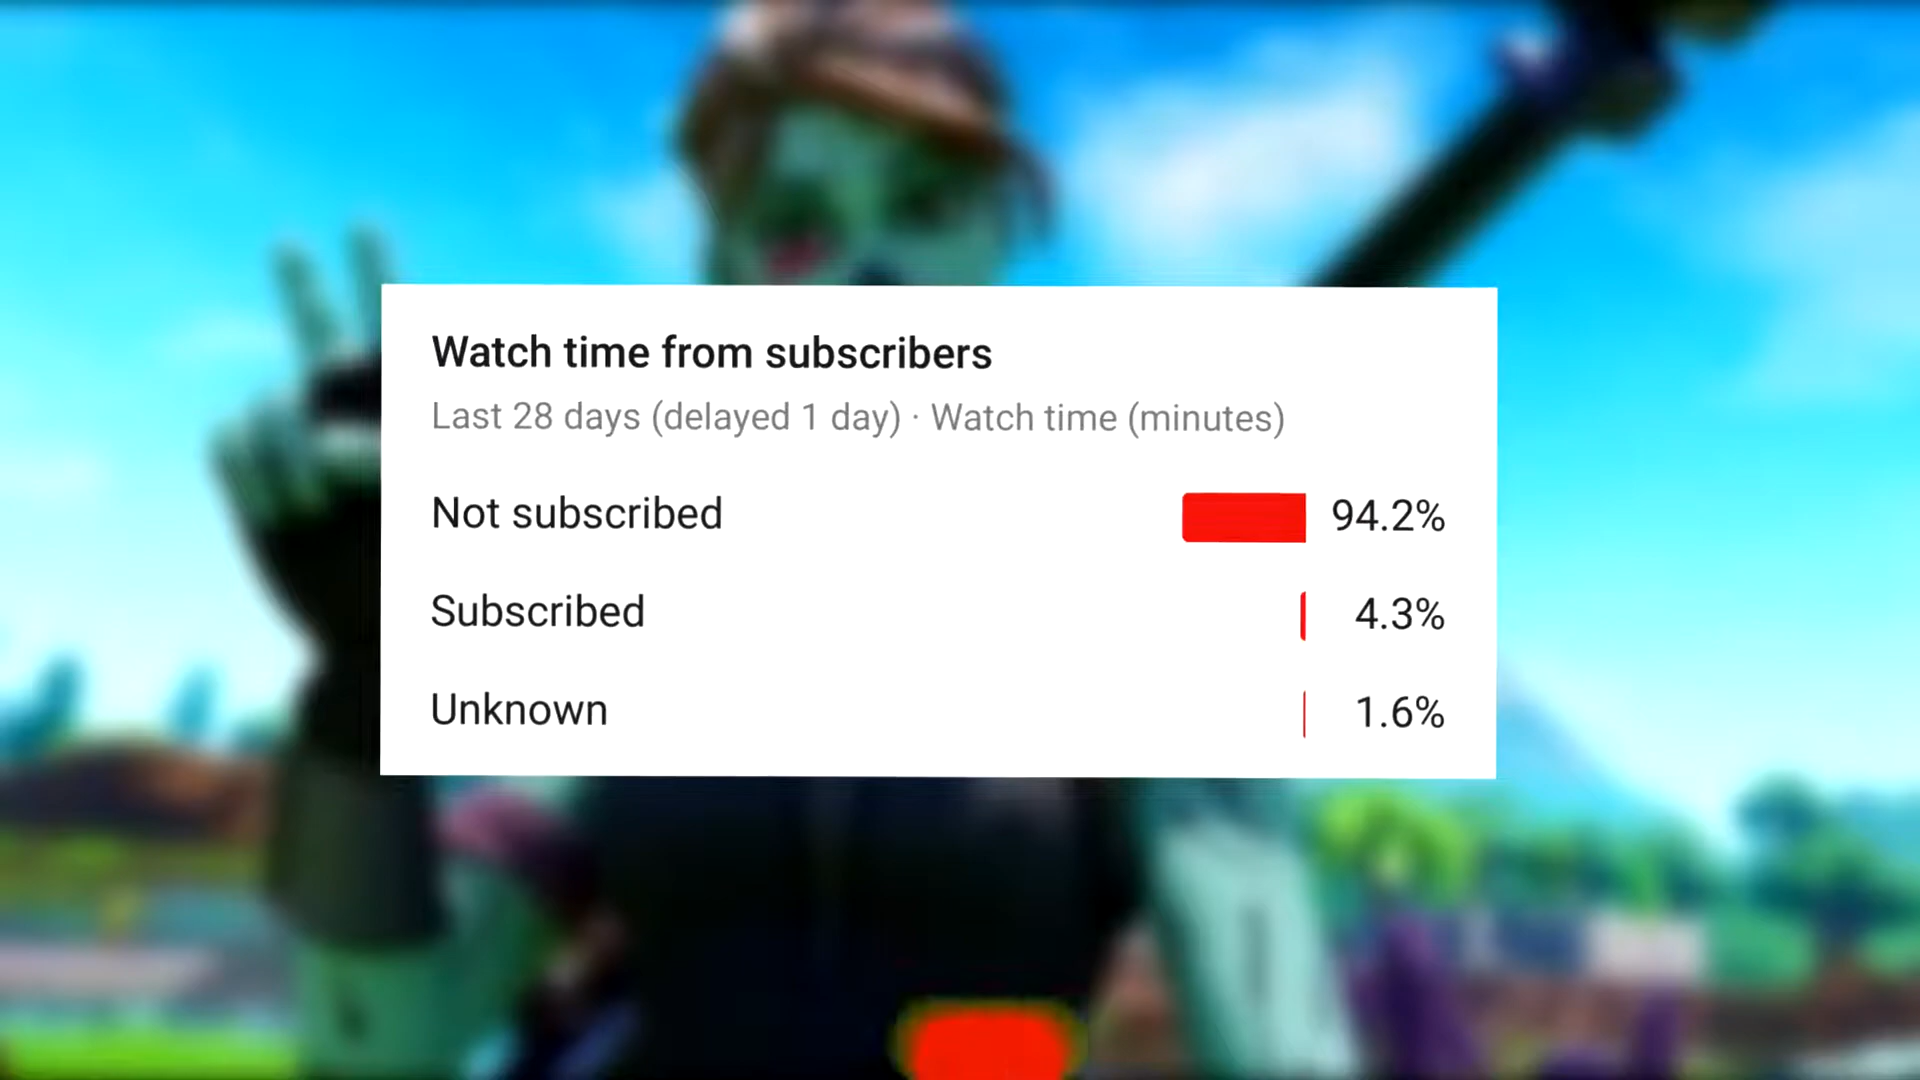 Watch time from subscribers
Last 28 days (delayed 1 day) · Watch time (minutes)
Not subscribed 94.2%
Subscribed 4.3%
Unknown 1.6%